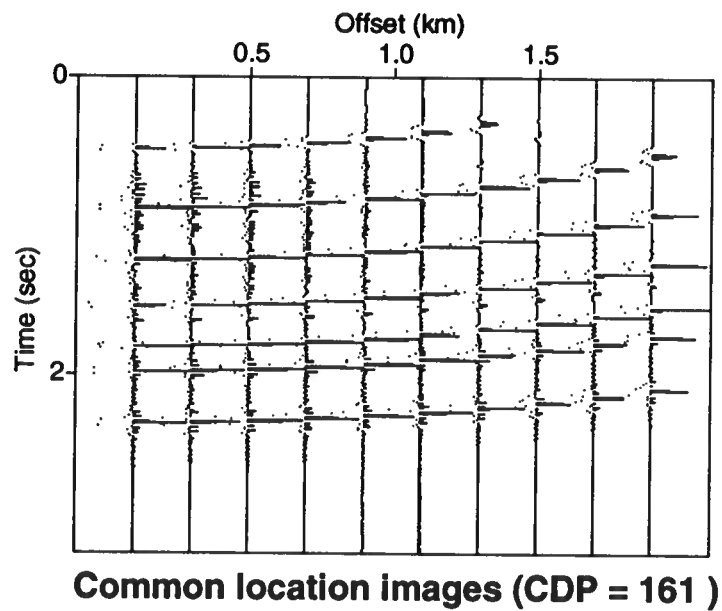 Offset (km)
0.5 1.0 1.5
0
Time (sec)
2
Common location images (CDP = 161 )